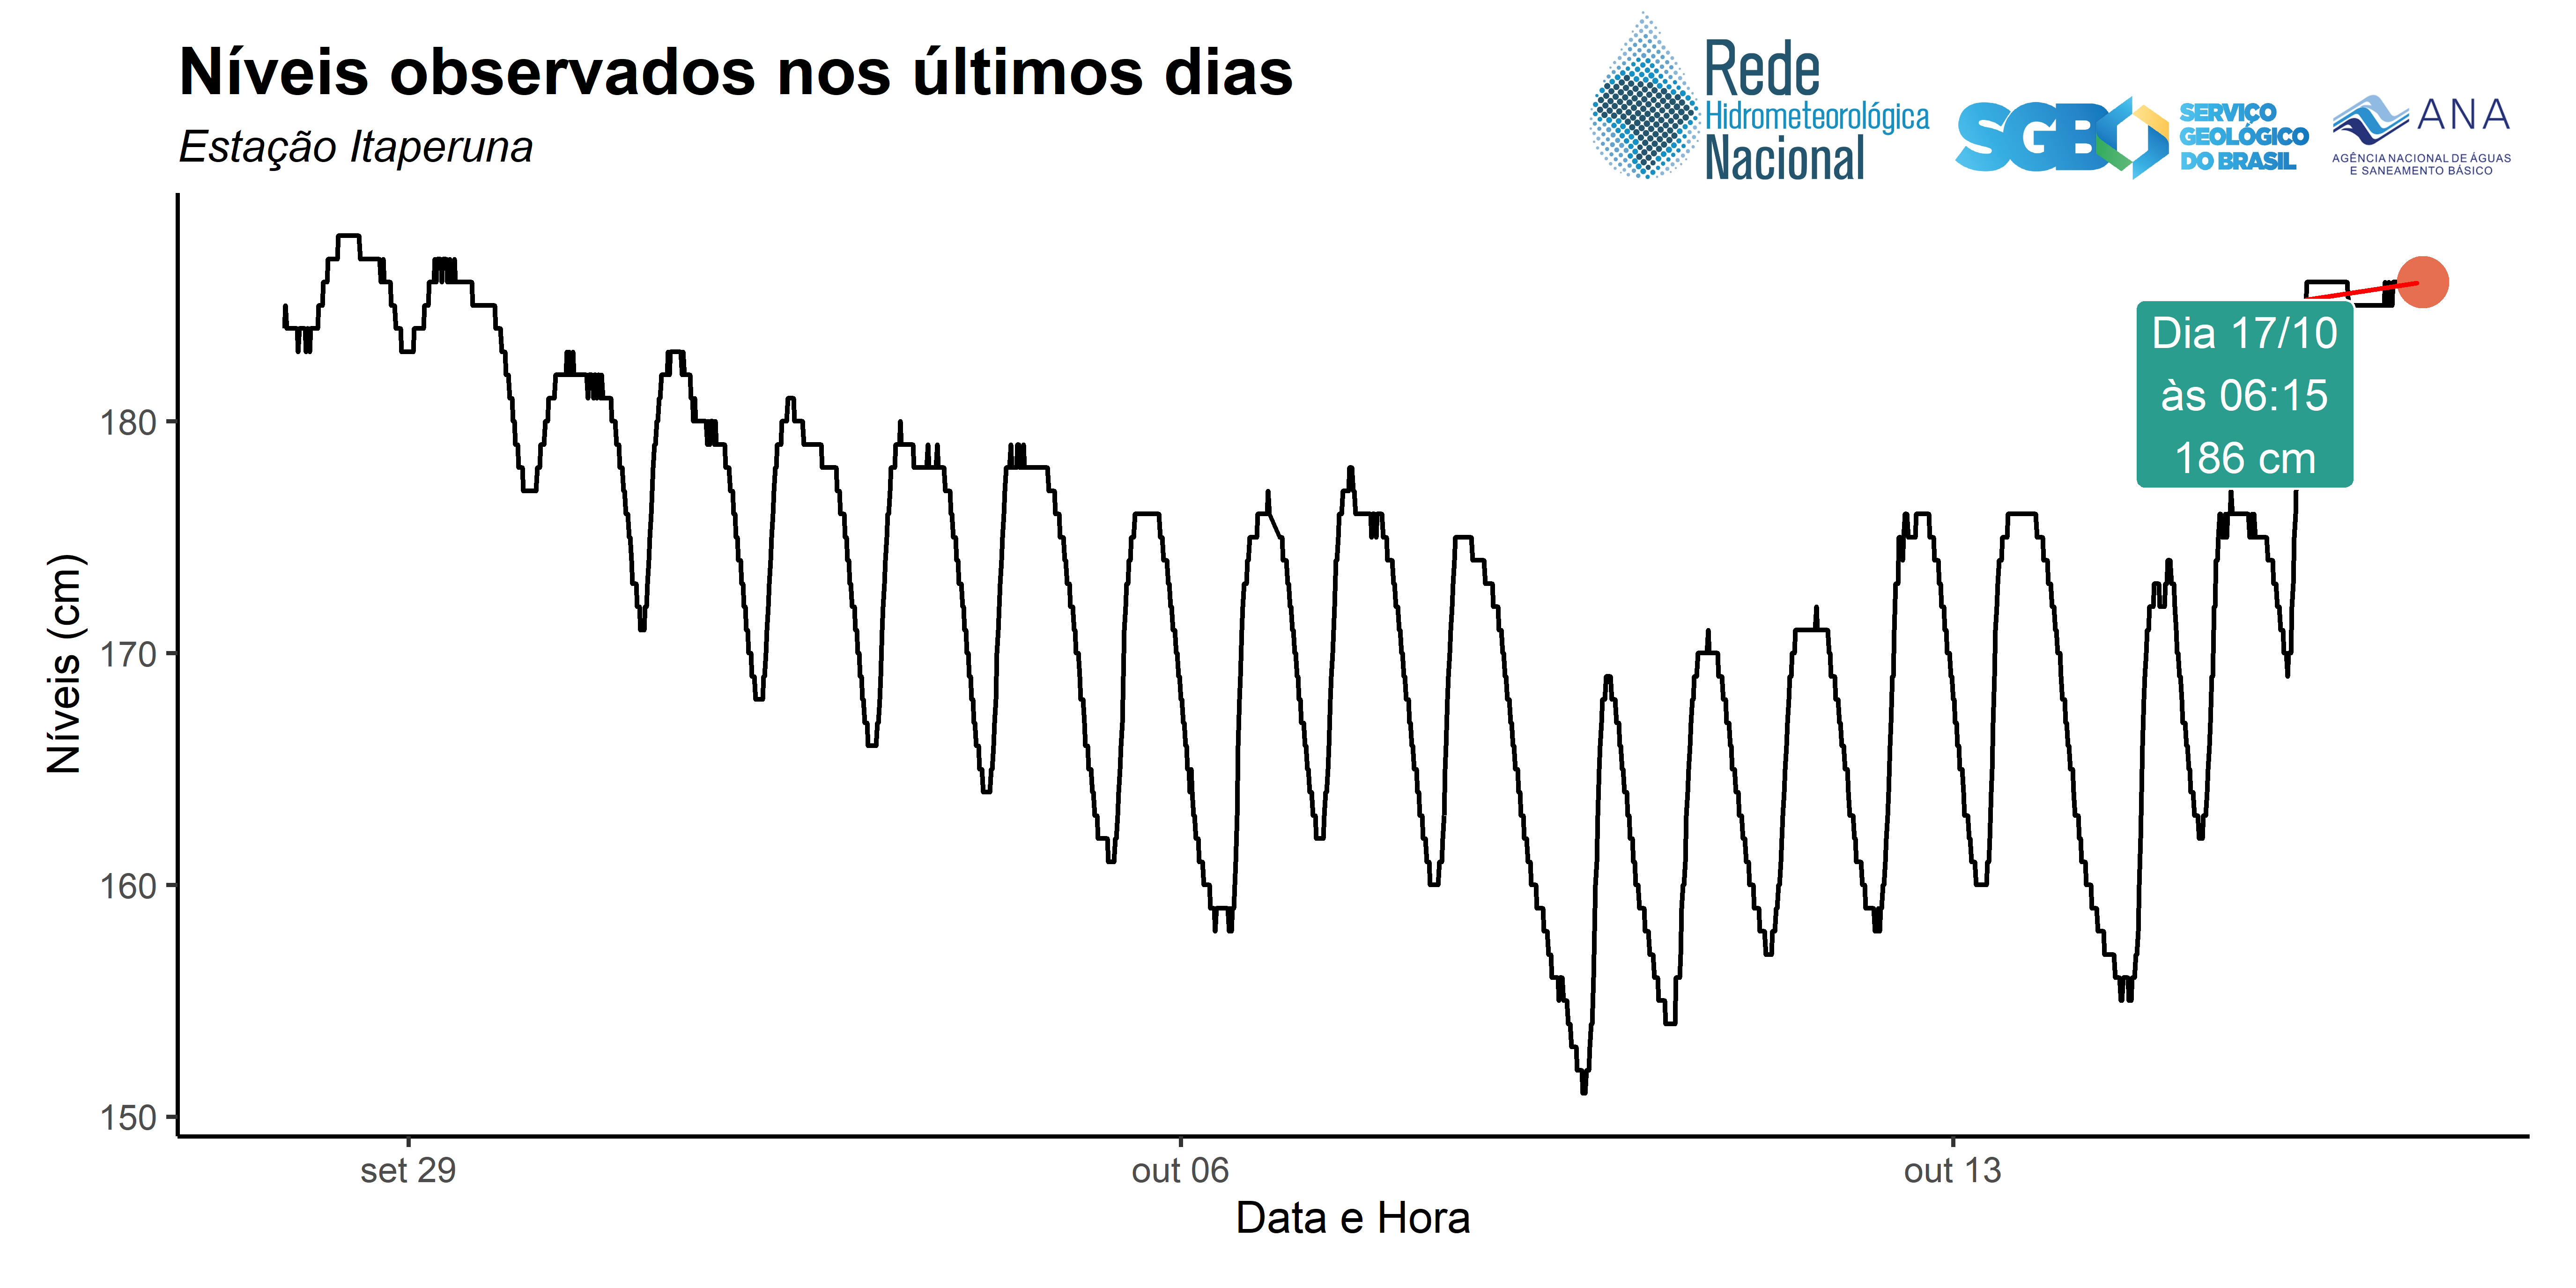 Níveis observados nos últimos dias
Estação Itaperuna
Rede
Hidrometeorológica
Nacional
SGB
SERVIÇO
GEOLÓGICO
DO BRASIL
ANA
AGÊNCIA NACIONAL DE ÁGUAS
E SANEAMENTO BÁSICO
Níveis (cm)
180
170
160
150
Dia 17/10
às 06:15
186 cm
set 29
out 06
out 13
Data e Hora